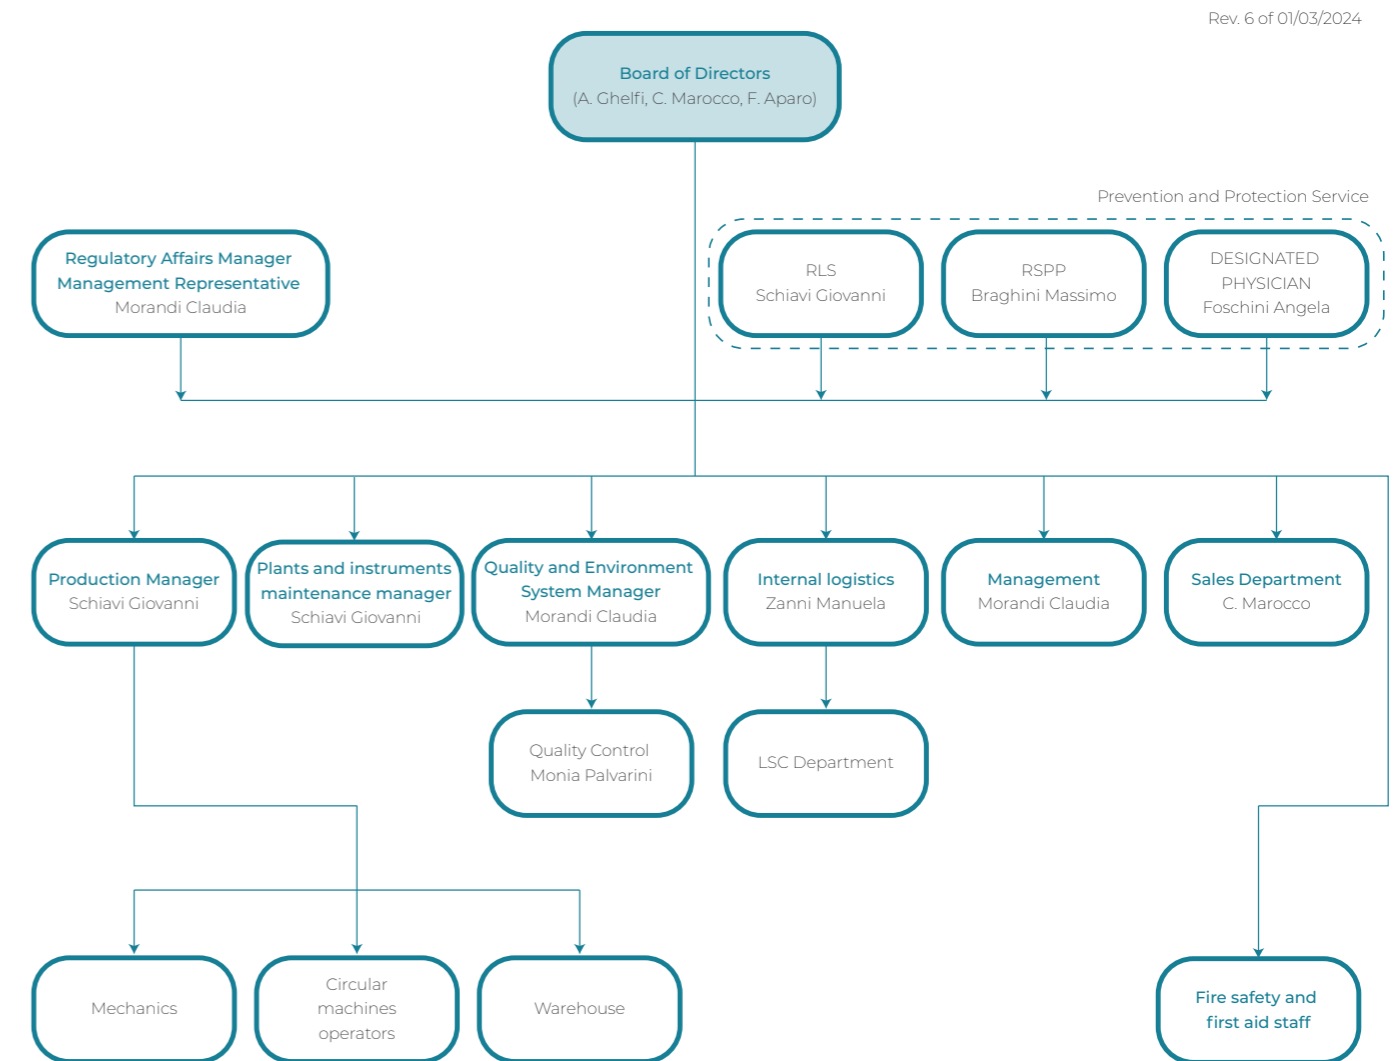 Rev. 6 of 01/03/2024
Board of Directors
(A. Ghelfi, C. Marocco, F. Aparo)
Prevention and Protection Service
Regulatory Affairs Manager
Management Representative
Morandi Claudia
RLS
Schiavi Giovanni
RSPP
Braghini Massimo
DESIGNATED
PHYSICIAN
Foschini Angela
Production Manager
Schiavi Giovanni
Plants and instruments
maintenance manager
Schiavi Giovanni
Quality and Environment
System Manager
Morandi Claudia
Internal logistics
Zanni Manuela
Management
Morandi Claudia
Sales Department
C. Marocco
Quality Control
Monia Palvarini
LSC Department
Mechanics
Circular
machines
operators
Warehouse
Fire safety and
first aid staff